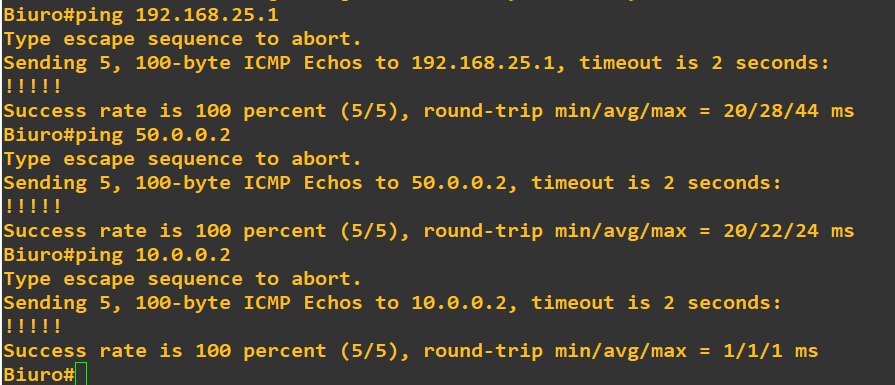 Biuro#ping 192.168.25.1
Type escape sequence to abort.
Sending 5, 100-byte ICMP Echos to 192.168.25.1, timeout is 2 seconds:
!!!!!
Success rate is 100 percent (5/5), round-trip min/avg/max = 20/28/44 ms
Biuro#ping 50.0.0.2
Type escape sequence to abort.
Sending 5, 100-byte ICMP Echos to 50.0.0.2, timeout is 2 seconds:
!!!!!
Success rate is 100 percent (5/5), round-trip min/avg/max = 20/22/24 ms
Biuro#ping 10.0.0.2
Type escape sequence to abort.
Sending 5, 100-byte ICMP Echos to 10.0.0.2, timeout is 2 seconds:
!!!!!
Success rate is 100 percent (5/5), round-trip min/avg/max = 1/1/1 ms
Biuro#